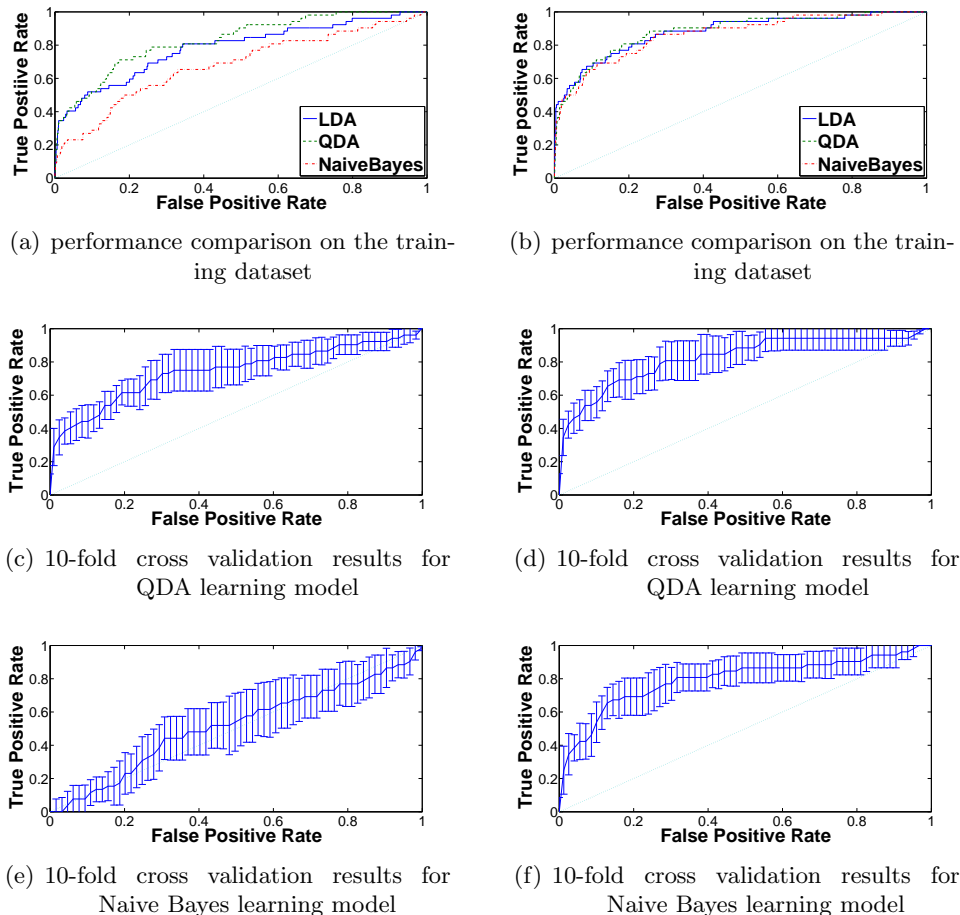 True Postiive Rate
1
0.8
0.6
0.4
0.2
0
LDA
QDA
NaiveBayes
0 0.2 0.4 0.6 0.8 1
False Positive Rate
(a) performance comparison on the train-
ing dataset
True positive Rate
1
0.8
0.6
0.4
0.2
0
LDA
QDA
NaiveBayes
0 0.2 0.4 0.6 0.8 1
False Positive Rate
(b) performance comparison on the train-
ing dataset
True Positive Rate
1
0.8
0.6
0.4
0.2
0
0 0.2 0.4 0.6 0.8 1
False Positive Rate
(c) 10-fold cross validation results for
QDA learning model
True Positive Rate
1
0.8
0.6
0.4
0.2
0
0 0.2 0.4 0.6 0.8 1
False Positive Rate
(d) 10-fold cross validation results for
QDA learning model
True Positive Rate
1
0.8
0.6
0.4
0.2
0
0 0.2 0.4 0.6 0.8 1
False Positive Rate
(e) 10-fold cross validation results for
Naive Bayes learning model
True Positive Rate
1
0.8
0.6
0.4
0.2
0
0 0.2 0.4 0.6 0.8 1
False Positive Rate
(f) 10-fold cross validation results for
Naive Bayes learning model